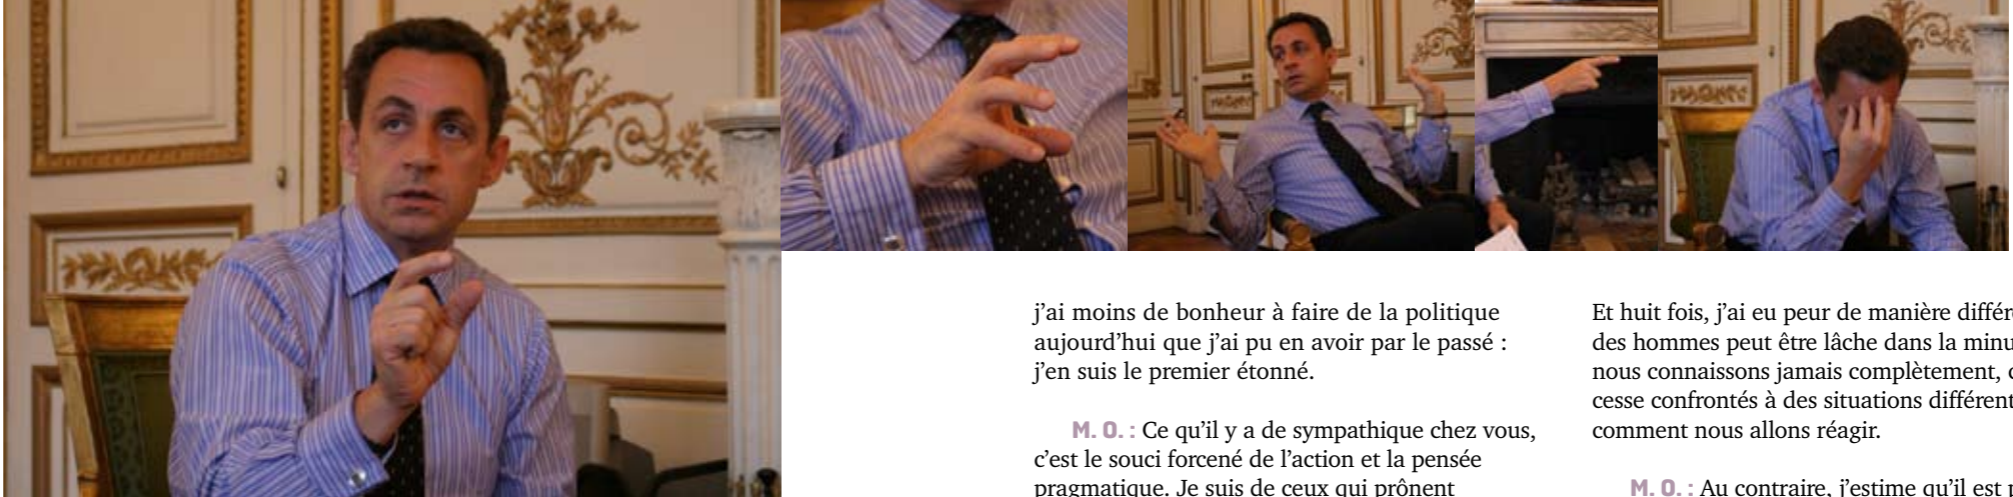 j'ai moins de bonheur à faire de la politique
aujourd'hui que j'ai pu en avoir par le passé :
j'en suis le premier étonné.
M. O. : Ce qu'il y a de sympathique chez vous,
c'est le souci forcené de l'action et la pensée
pragmatique. Je suis de ceux qui prônent
Et huit fois, j'ai eu peur de manière
des hommes peut être lâche dans la
nous connaissons jamais complètement,
cesse confrontés à des situations
comment nous allons réagir.
M. O. : Au contraire, j'estime qu'il est